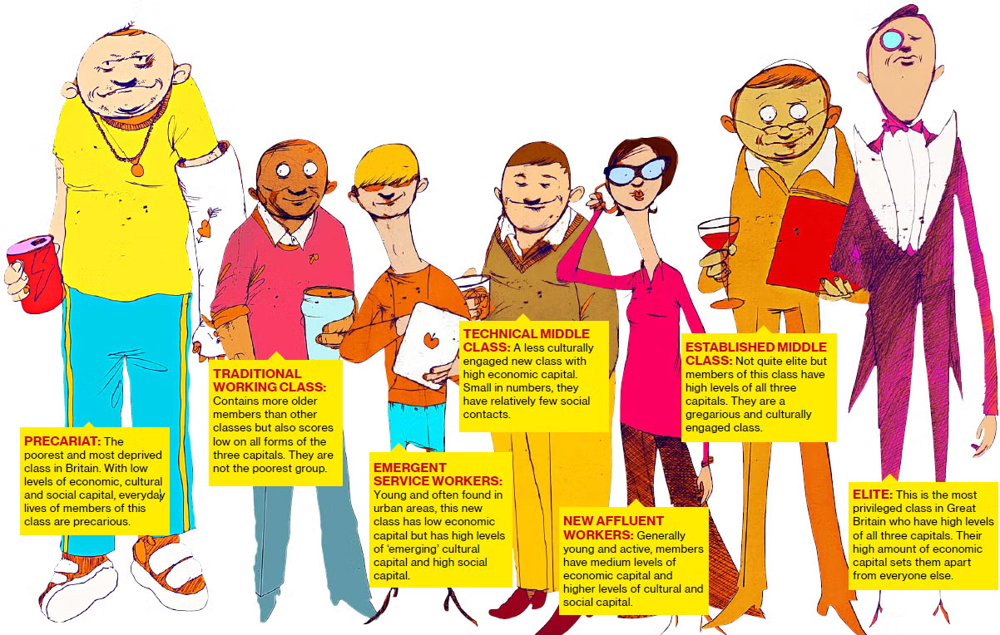 PRECARIAT: The
poorest and most deprived
class in Britain. With low
levels of economic, cultural
and social capital, everyday
lives of members of this
class are precarious.
TRADITIONAL
WORKING CLASS:
Contains more older
members than other
classes but also scores
low on all forms of the
three capitals. They are
not the poorest group.
EMERGENT
SERVICE WORKERS:
Young and often found in
urban areas, this new
class has low economic
capital but has high levels
of ‘emerging’ cultural
capital and high social
capital.
TECHNICAL MIDDLE
CLASS: A less culturally
engaged new class with
high economic capital.
Small in numbers, they
have relatively few social
contacts.
NEW AFFLUENT
WORKERS: Generally
young and active, members
have medium levels of
economic capital and
higher levels of cultural and
social capital.
ESTABLISHED MIDDLE
CLASS: Not quite elite but
members of this class have
high levels of all three
capitals. They are a
gregarious and culturally
engaged class.
ELITE: This is the most
privileged class in Great
Britain who have high levels
of all three capitals. Their
high amount of economic
capital sets them apart
from everyone else.